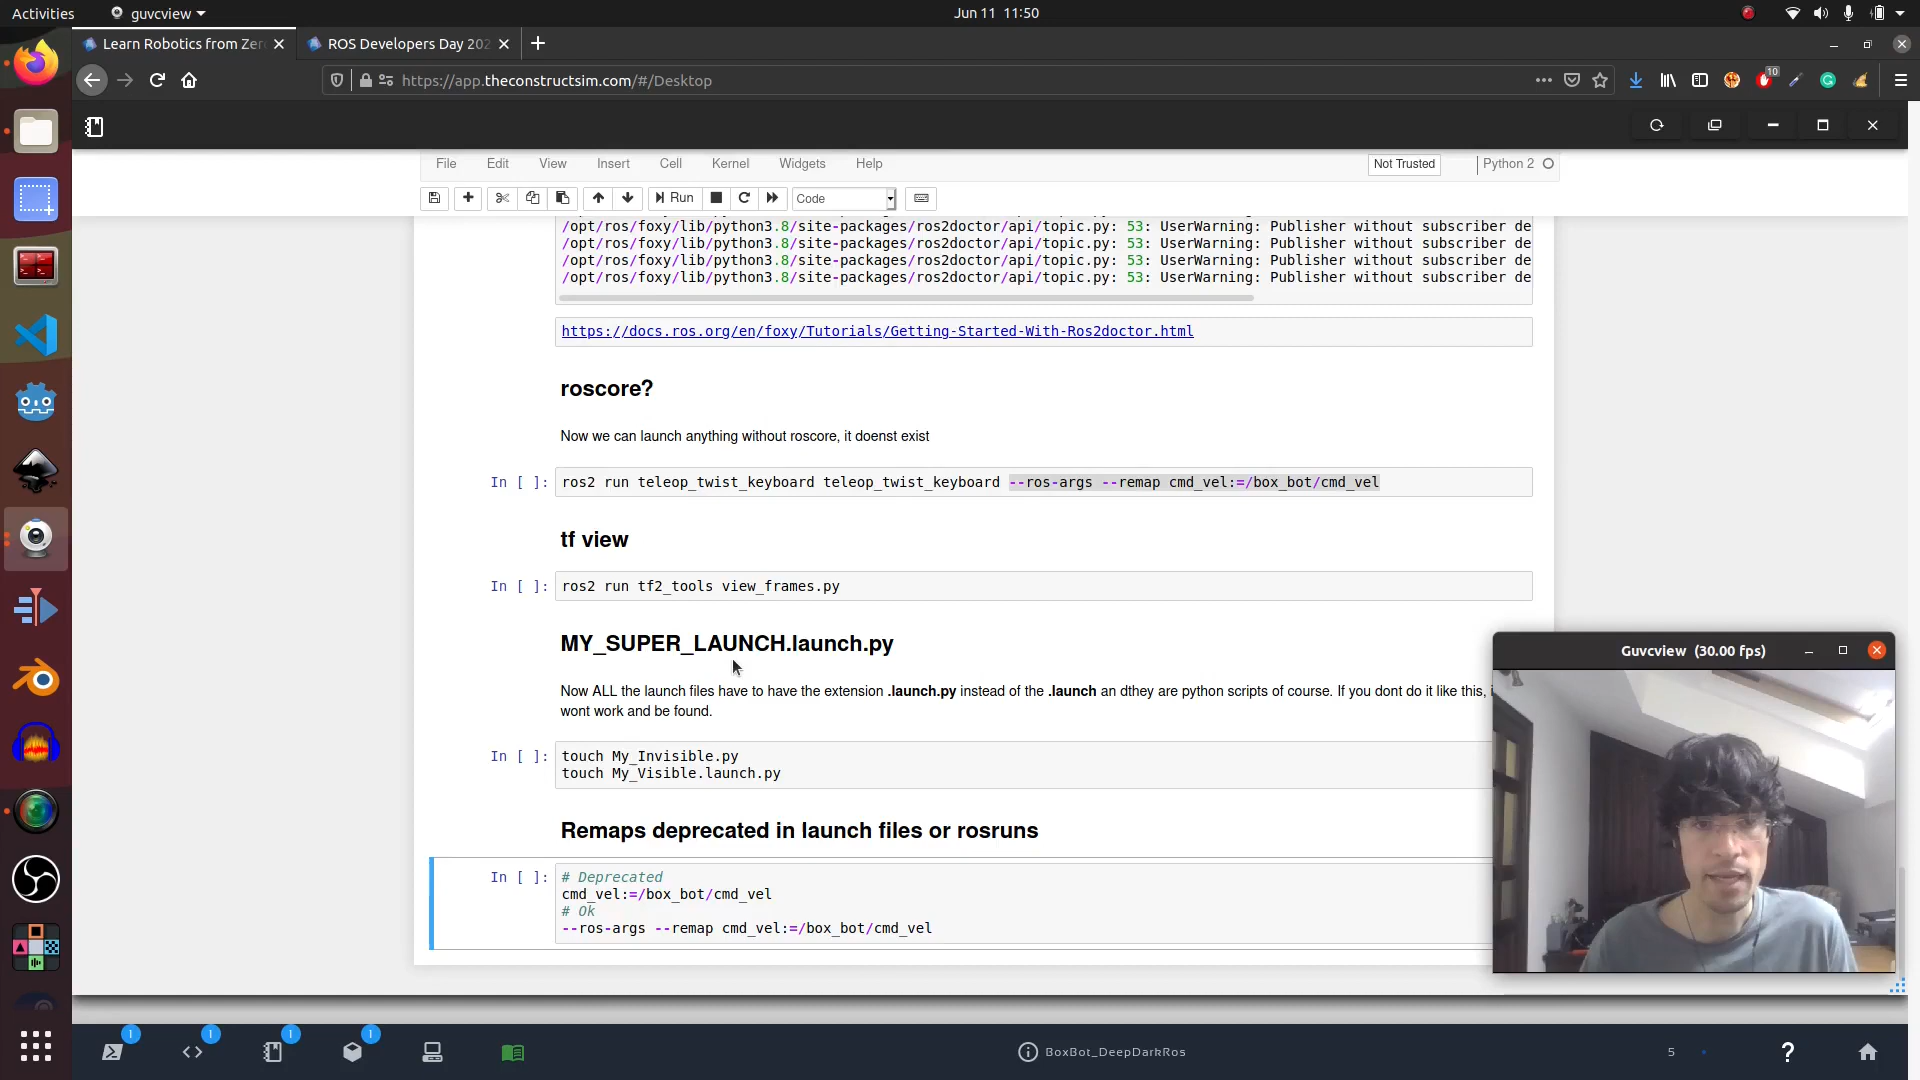 Activities
guvcview
Jun 11 11:50
Learn Robotics from Zer
ROS Developers Day 202
https://app.theconstructsim.com/#/Desktop
10
File Edit View Insert Cell Kernel Widgets Help
Not Trusted
Python 2
Run
Code
/opt/ros/foxy/lib/python3.8/site-packages/ros2doctor/api/topic.py: 53: UserWarning: Publisher without subscriber de
/opt/ros/foxy/lib/python3.8/site-packages/ros2doctor/api/topic.py: 53: UserWarning: Publisher without subscriber de
/opt/ros/foxy/lib/python3.8/site-packages/ros2doctor/api/topic.py: 53: UserWarning: Publisher without subscriber de
/opt/ros/foxy/lib/python3.8/site-packages/ros2doctor/api/topic.py: 53: UserWarning: Publisher without subscriber de
https://docs.ros.org/en/foxy/Tutorials/Getting-Started-With-Ros2doctor.html
roscore?
Now we can launch anything without roscore, it doenst exist
In [ ]: ros2 run teleop_twist_keyboard teleop_twist_keyboard --ros-args --remap cmd_vel:=/box_bot/cmd_vel
tf view
In [ ]: ros2 run tf2_tools view_frames.py
MY_SUPER_LAUNCH.launch.py
Now ALL the launch files have to have the extension .launch.py instead of the .launch an dthey are python scripts of course. If you dont do it like this, i
wont work and be found.
In [ ]: touch My_Invisible.py
touch My_Visible.launch.py
Remaps deprecated in launch files or rosruns
In [ ]: # Deprecated
cmd_vel:=/box_bot/cmd_vel
# Ok
--ros-args --remap cmd_vel:=/box_bot/cmd_vel
Guvcview (30.00 fps)
1
1
1
1
BoxBot_DeepDarkRos
5
?